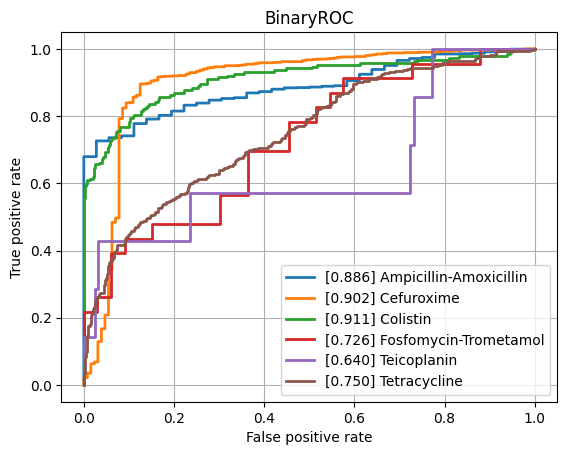 BinaryROC
True positive rate
1.0
0.8
0.6
0.4
0.2
0.0
[0.886] Ampicillin-Amoxicillin
[0.902] Cefuroxime
[0.911] Colistin
[0.726] Fosfomycin-Trometamol
[0.640] Teicoplanin
[0.750] Tetracycline
0.0 0.2 0.4 0.6 0.8 1.0
False positive rate